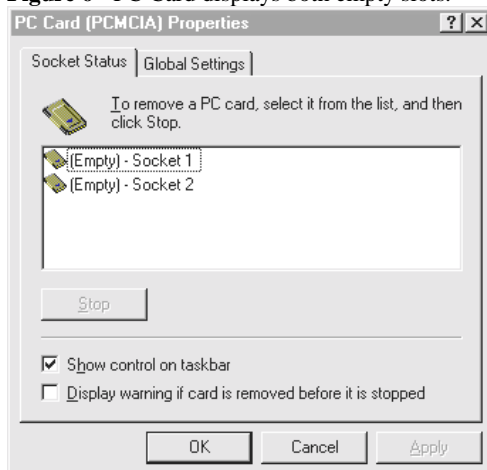 Figure 6 PC Card displays both empty slots.
PC Card (PCMCIA) Properties
Socket Status
Global Settings
To remove a PC card, select it from the list, and then
click Stop.
(Empty) - Socket 1
(Empty) - Socket 2
Stop
Show control on taskbar
Display warning if card is removed before it is stopped
OK
Cancel
Apply